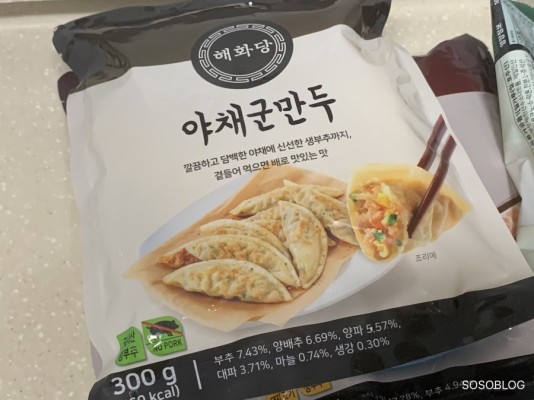 해화당
야채군만두
깔끔하고 담백한 야채에 신선한 생부추까지,
곁들어 먹으면 배로 맛있는 맛
조리예
NO PORK
300 g
kcal)
부추 7.43%, 양배추 6.69%, 양파 5.57%,
대파 3.71%, 마늘 0.74%, 생강 0.30%
SOSOBLOG